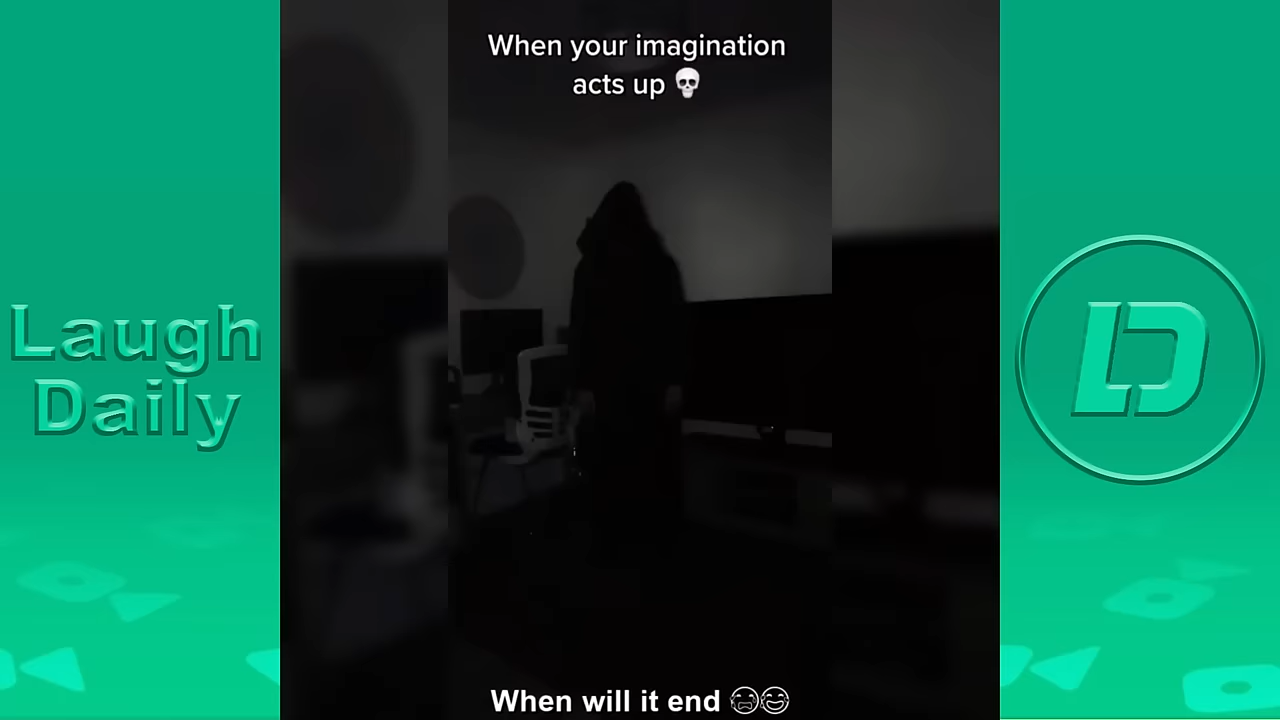 When your imagination
acts up 💀
Laugh
Daily
LD
When will it end 😭😂